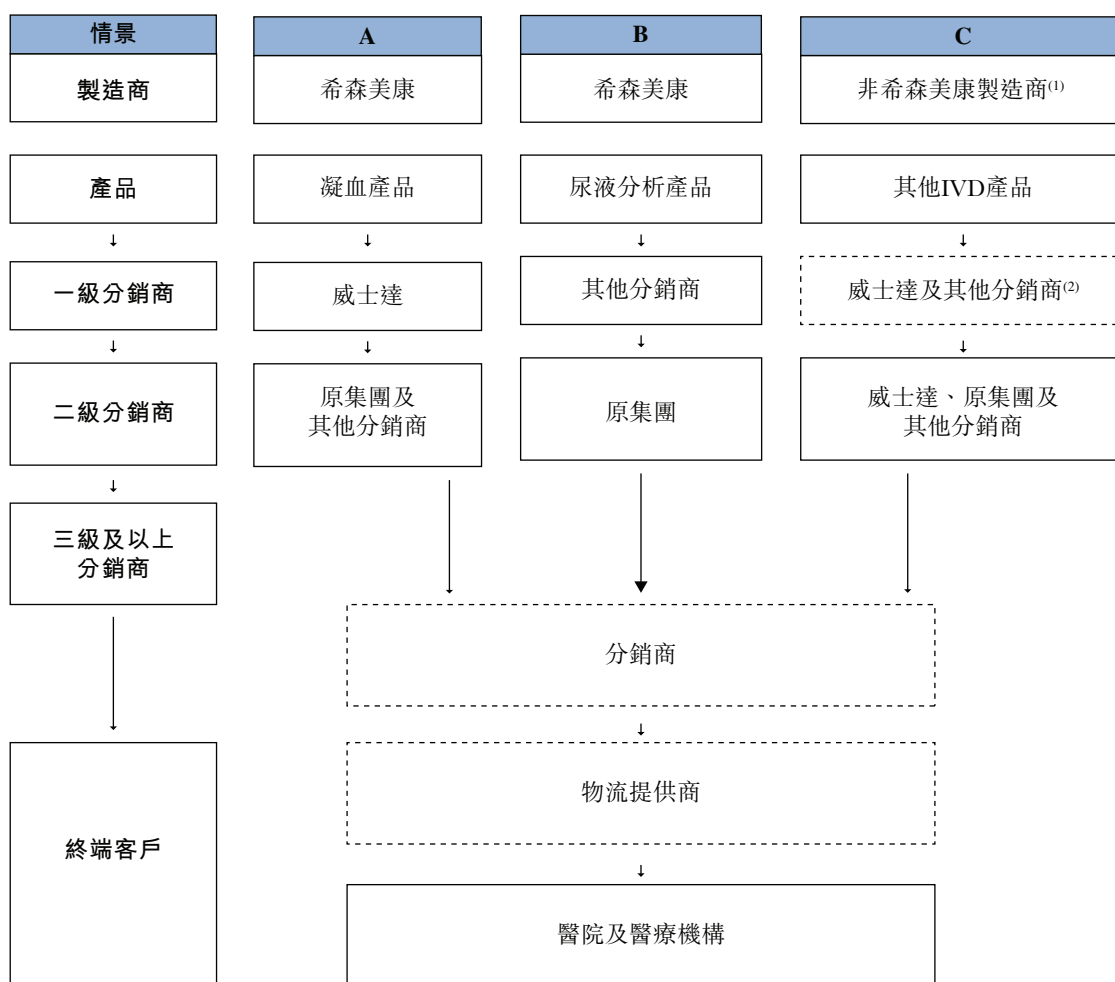 情景
A
B
C
製造商
希森美康
希森美康
非希森美康製造商(1)
產品
凝血產品
尿液分析產品
其他IVD產品
一級分銷商
威士達
其他分銷商
威士達及其他分銷商(2)
二級分銷商
原集團及
其他分銷商
原集團
威士達、原集團及
其他分銷商
三級及以上
分銷商
分銷商
物流提供商
終端客戶
醫院及醫療機構